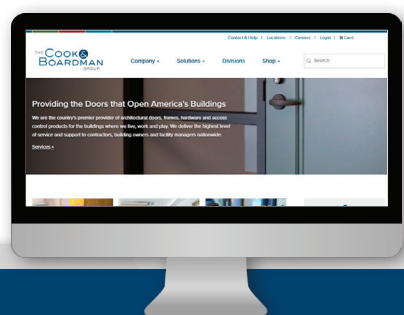 Contact & Help | Locations | Careers | Login | Cart
THE COOK & BOARDMAN GROUP
Company Solutions Divisions Shop Search
Providing the Doors that Open America's Buildings
We are the country's premier provider of architectural doors, frames, hardware and access
control products for the buildings where we live, work and play. We deliver the highest level
of service and support to contractors, building owners and facility managers nationwide.
Services »